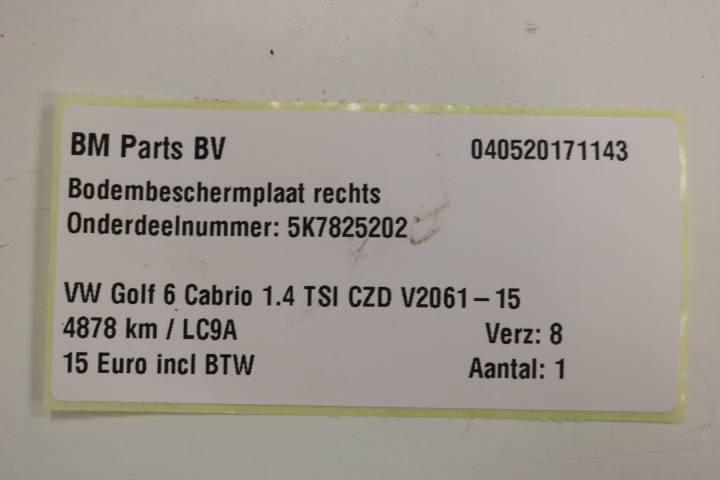 BM Parts BV 040520171143
Bodembeschermplaat rechts
Onderdeelnummer: 5K7825202
VW Golf 6 Cabrio 1.4 TSI CZD V2061 – 15
4878 km / LC9A Verz: 8
15 Euro incl BTW Aantal: 1